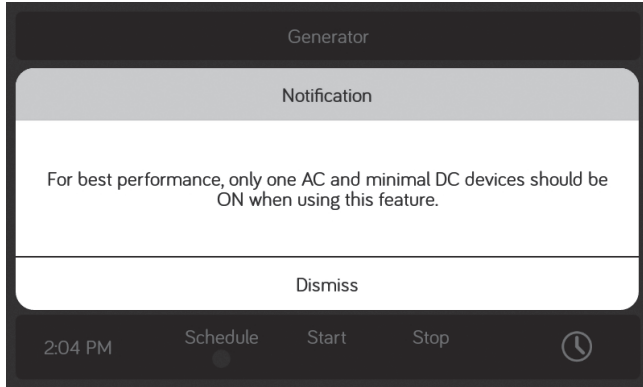 Generator
Notification
For best performance, only one AC and minimal DC devices should be
ON when using this feature.
Dismiss
2:04 PM Schedule Start Stop